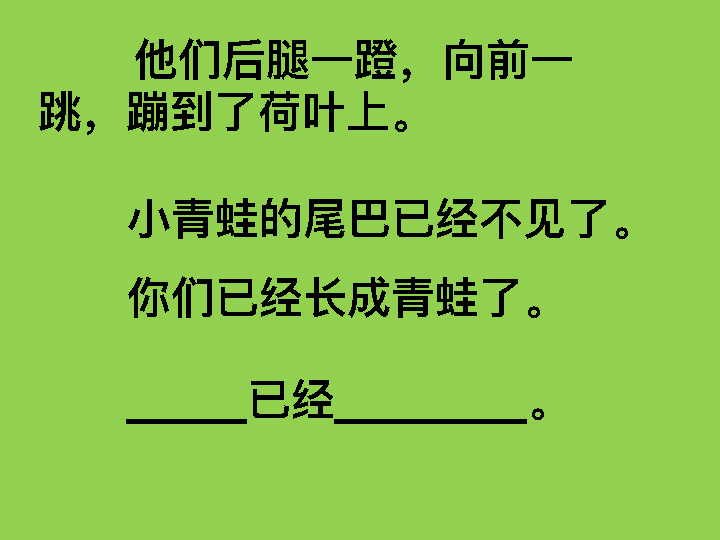 他们后腿一蹬，向前一
跳，蹦到了荷叶上。
小青蛙的尾巴已经不见了。
你们已经长成青蛙了。
_____已经________。